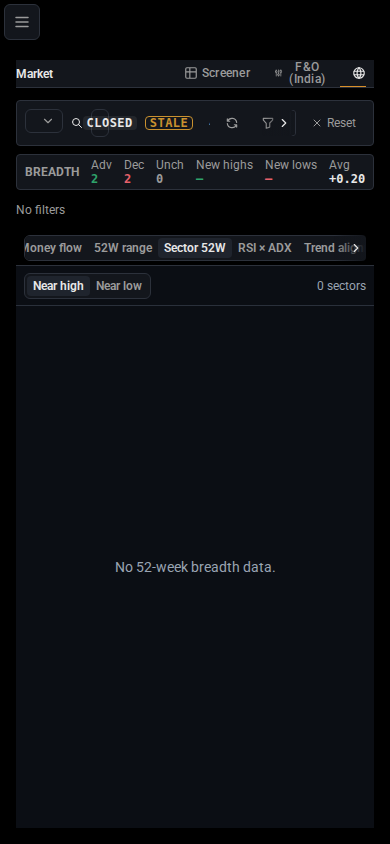 Market
Screener
F&O
(India)
CLOSED
STALE
Reset
BREADTH
Adv Dec Unch New highs New lows Avg
2 2 0 — — +0.20
No filters
Money flow 52W range Sector 52W RSI × ADX Trend
Near high Near low
0 sectors
No 52-week breadth data.